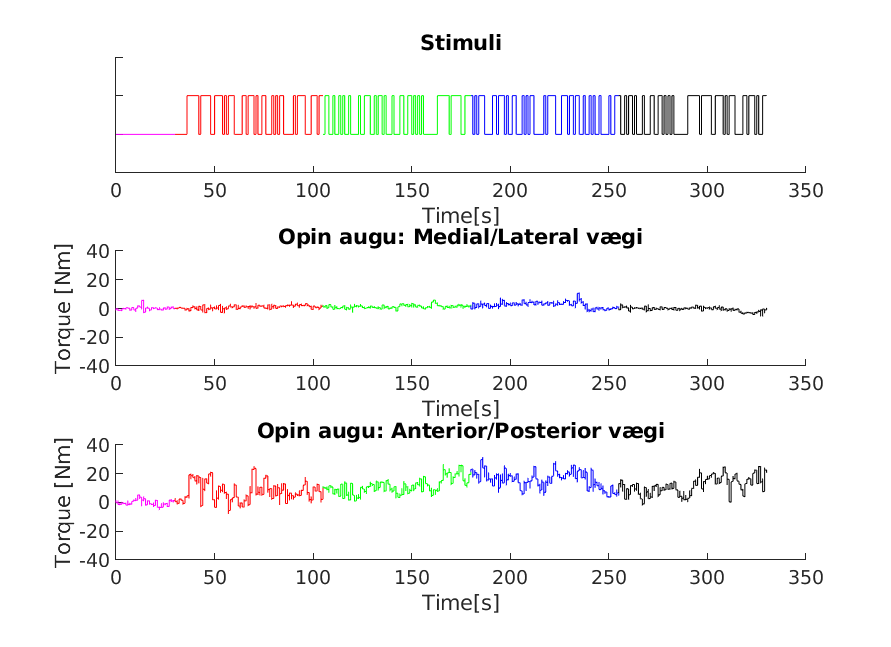 Stimuli
0 50 100 150 200 250 300 350
Time[s]
Opin augu: Medial/Lateral vægi
Torque [Nm]
40
20
0
-20
-40
0 50 100 150 200 250 300 350
Time[s]
Opin augu: Anterior/Posterior vægi
Torque [Nm]
40
20
0
-20
-40
0 50 100 150 200 250 300 350
Time[s]